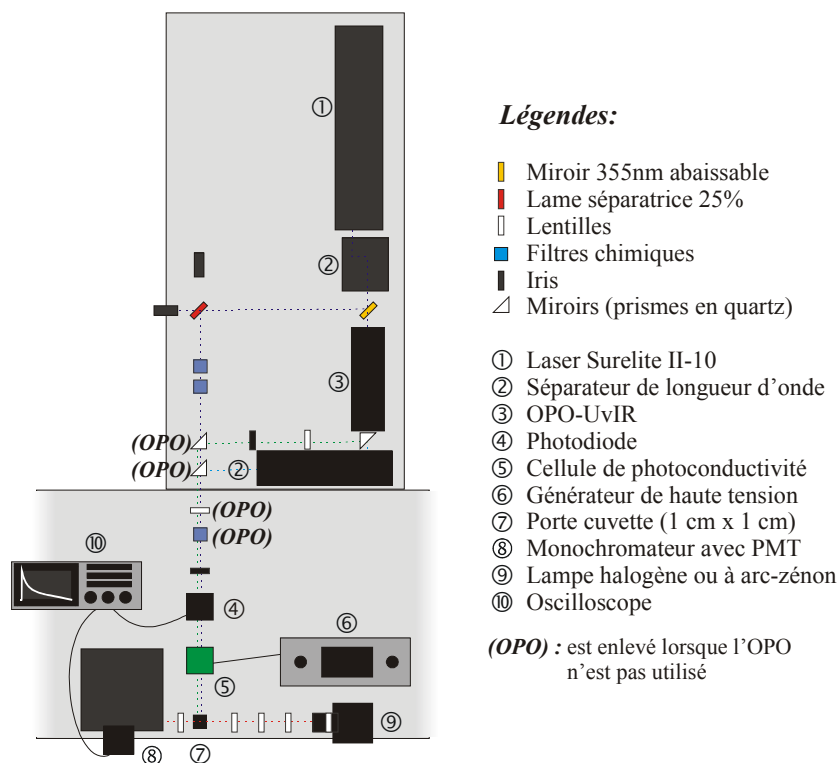 ①
②
③
(OPO)
(OPO)
②
(OPO)
(OPO)
⑩
④
⑥
⑤
⑨
⑧
⑦
Légendes:
Miroir 355nm abaissable
Lame séparatrice 25%
Lentilles
Filtres chimiques
Iris
Miroirs (prismes en quartz)
① Laser Surelite II-10
② Séparateur de longueur d'onde
③ OPO-UvIR
④ Photodiode
⑤ Cellule de photoconductivité
⑥ Générateur de haute tension
⑦ Porte cuvette (1 cm x 1 cm)
⑧ Monochromateur avec PMT
⑨ Lampe halogène ou à arc-zénon
⑩ Oscilloscope
(OPO) : est enlevé lorsque l'OPO
n'est pas utilisé